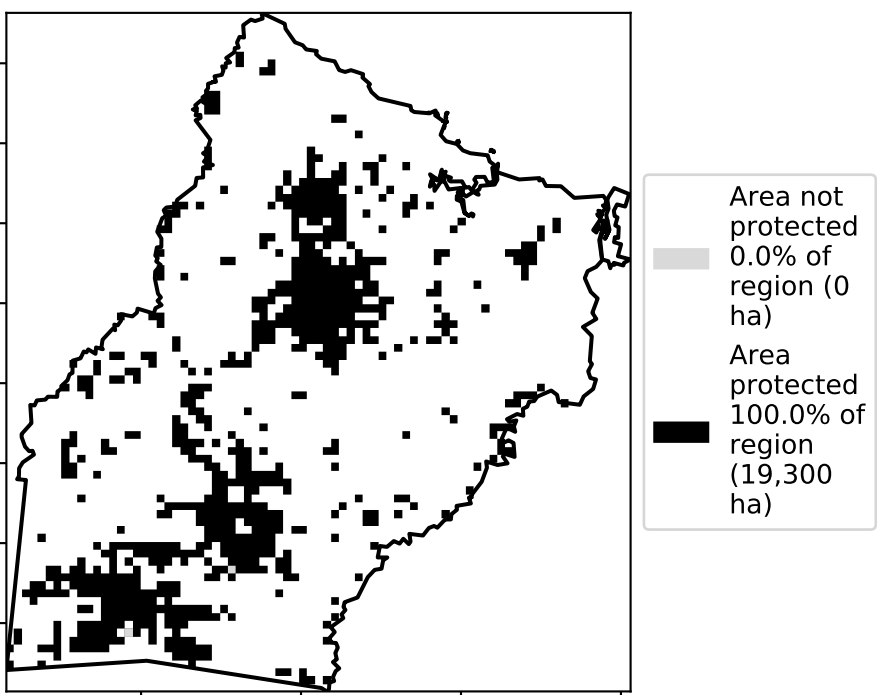 Area not
protected
0.0% of
region (0
ha)
Area
protected
100.0% of
region
(19,300
ha)